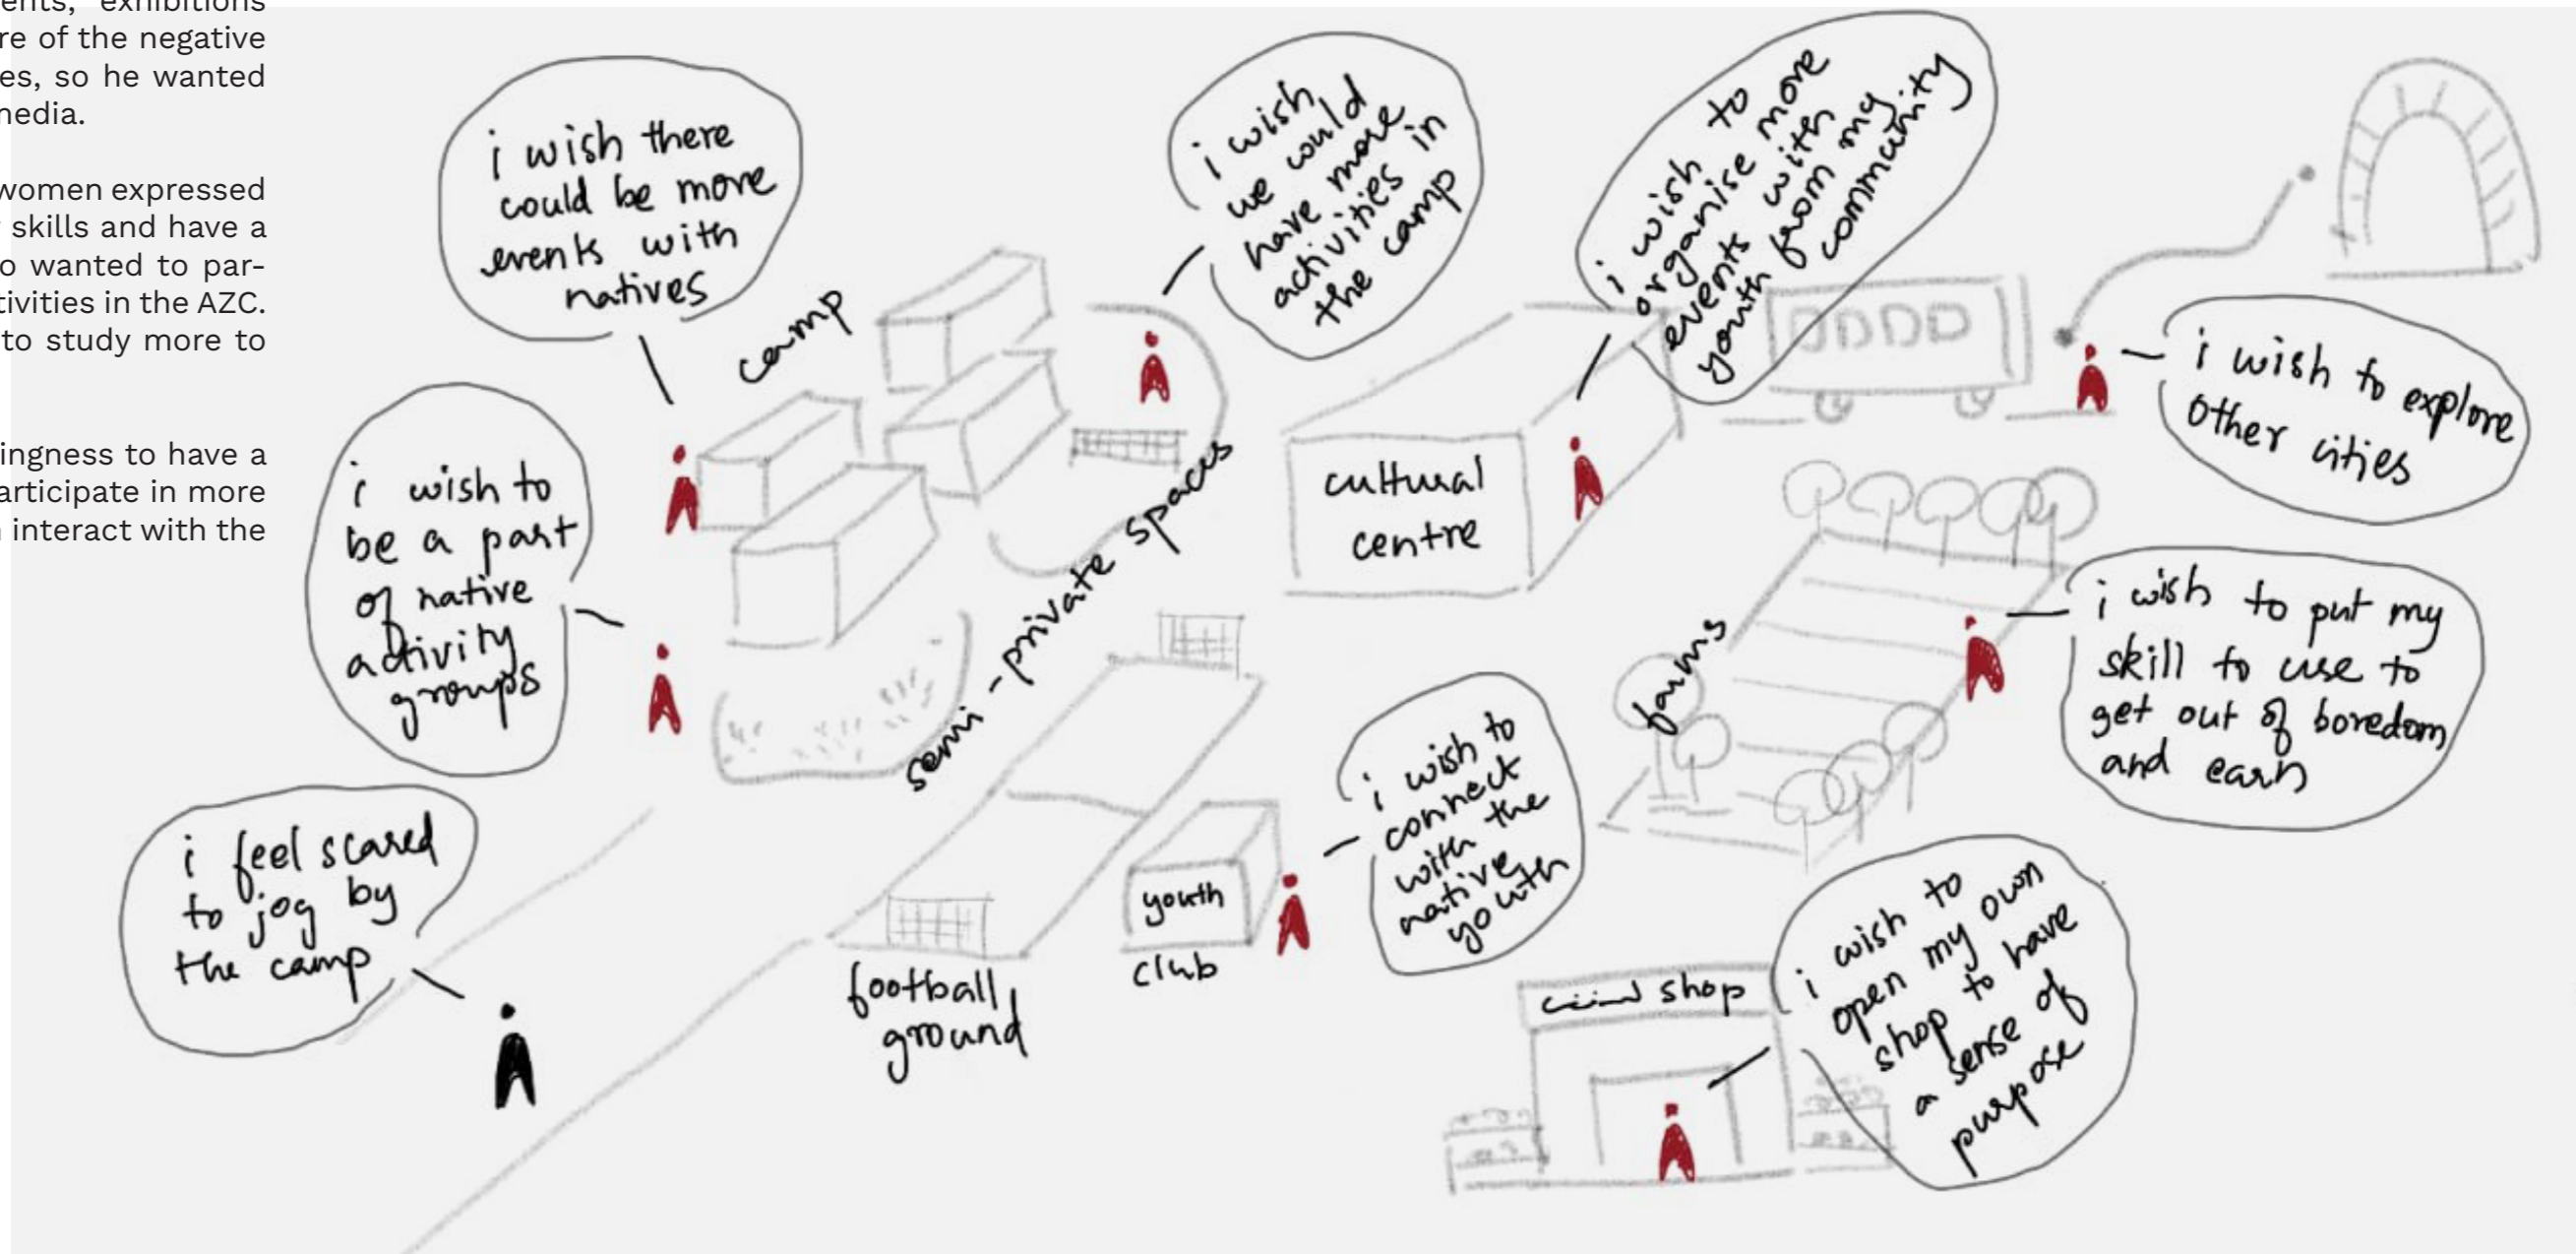 ents, exhibitions
re of the negative
es, so he wanted
nedia.
women expressed
skills and have a
o wanted to par-
tivities in the AZC.
to study more to
ingness to have a
articipate in more
interact with the
i wish there
could be more
events with
natives
camp
i wish
we could
have more
activities in
the camp
i wish to
organise more
events with
youth from my
community
i wish to explore
other cities
i wish to
be a part
of native
activity
groups
semi-private spaces
cultural
centre
farms
i wish to put my
skill to use to
get out of boredom
and earn
i feel scared
to jog by
the camp
football
ground
youth
club
i wish to
connect
with the
native
youth
shop
i wish to
open my own
shop to have
a sense of
purpose